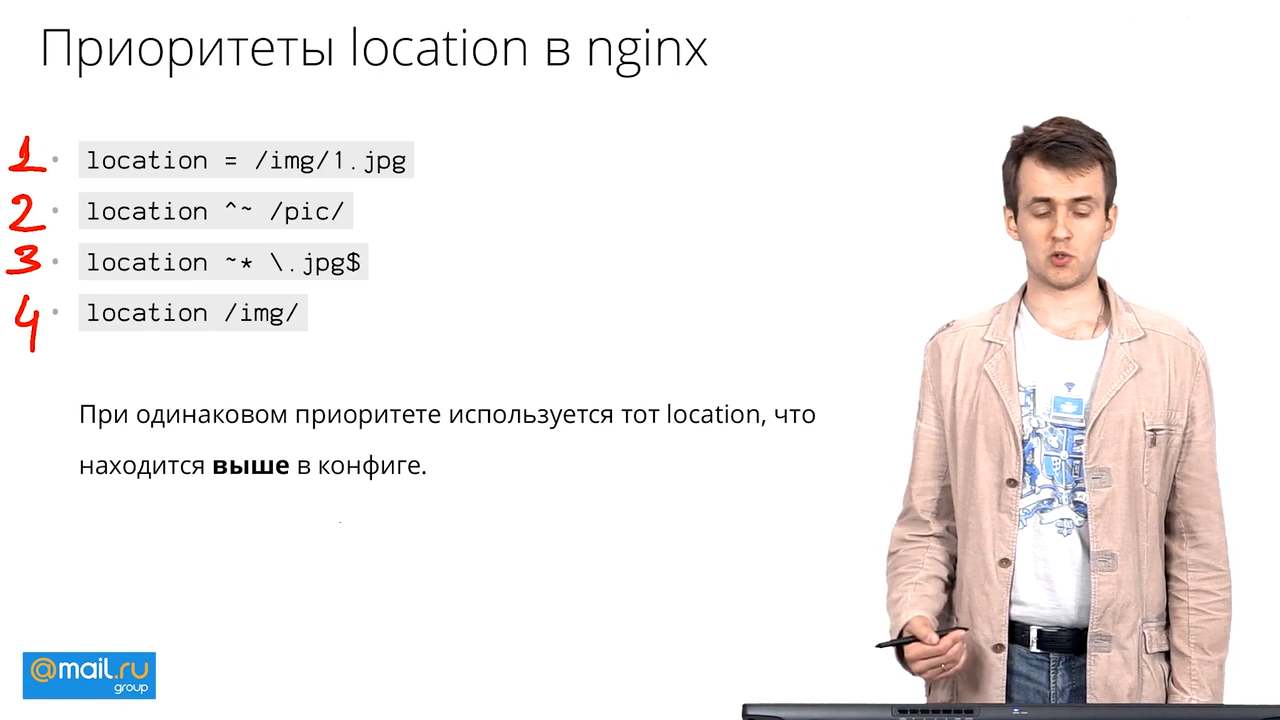 Приоритеты location в nginx
1 • location = /img/1.jpg
2 • location ^~ /pic/
3 • location ~* \.jpg$
4 • location /img/
При одинаковом приоритете используется тот location, что
находится выше в конфиге.
@mail.ru
group